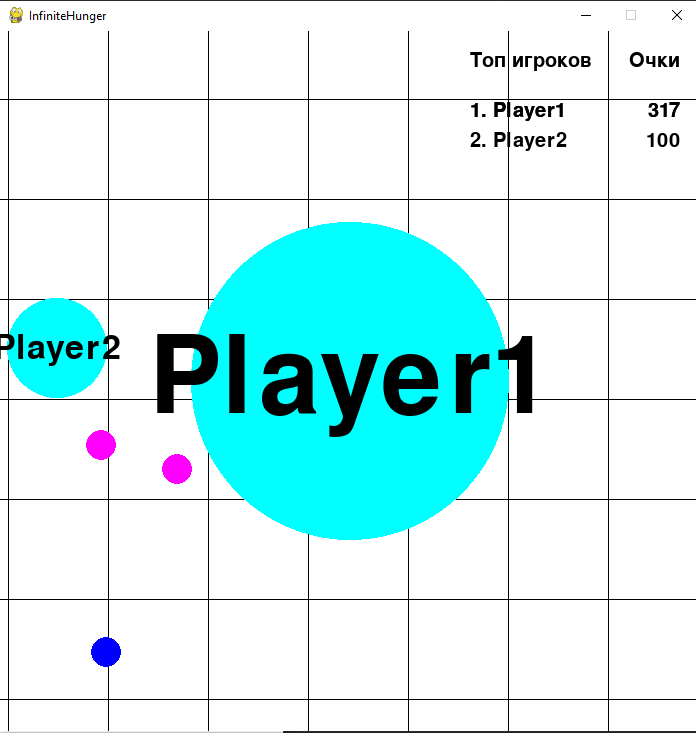 InfiniteHunger
Топ игроков Очки
1. Player1 317
2. Player2 100
Player2
Player1